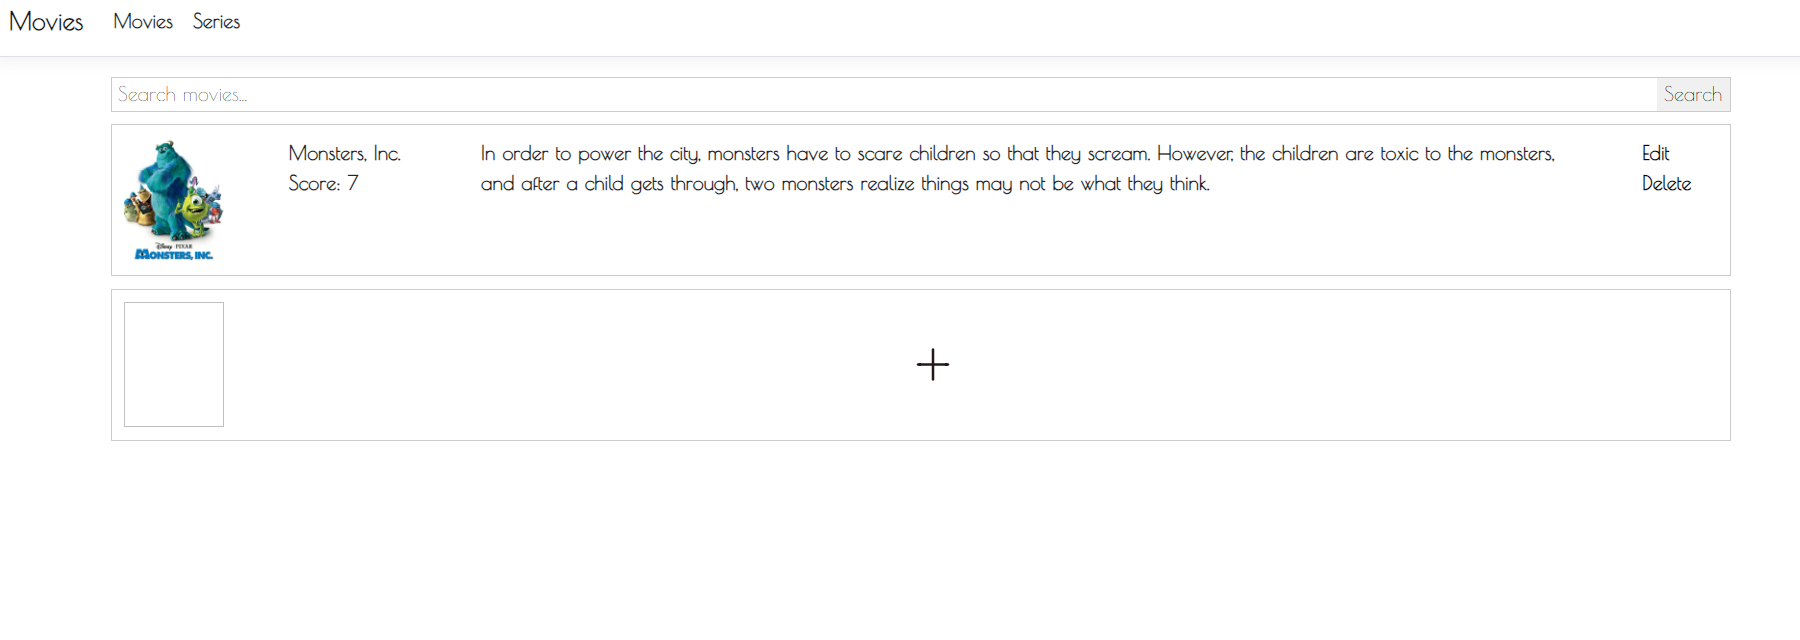 Movies Movies Series
Search movies... Search
Monsters, Inc.
Score: 7
In order to power the city, monsters have to scare children so that they scream. However, the children are toxic to the monsters,
and after a child gets through, two monsters realize things may not be what they think.
Edit
Delete
Disney PIXAR
MONSTERS, INC.